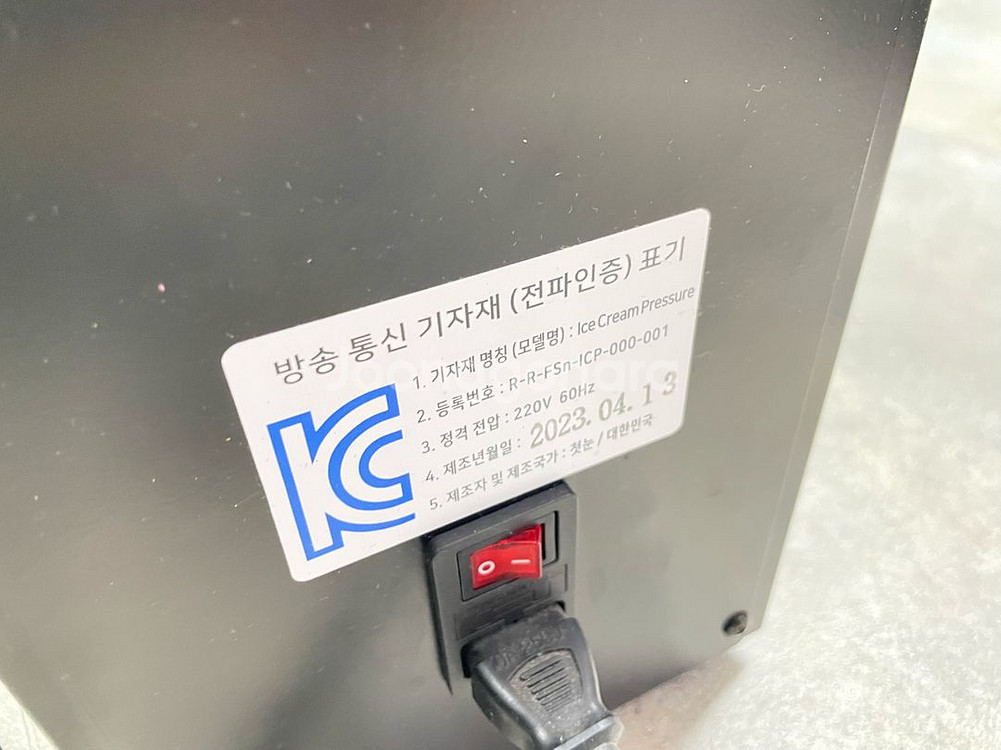 방송 통신 기자재 (전파인증) 표기
KC
1. 기자재 명칭 (모델명) : Ice Cream Pressure
2. 등록번호 : R-R-FSn-ICP-000-001
3. 정격 전압 : 220V 60Hz
4. 제조년월일 : 2023. 04. 1 3
5. 제조자 및 제조국가 : 첫눈 / 대한민국
O –